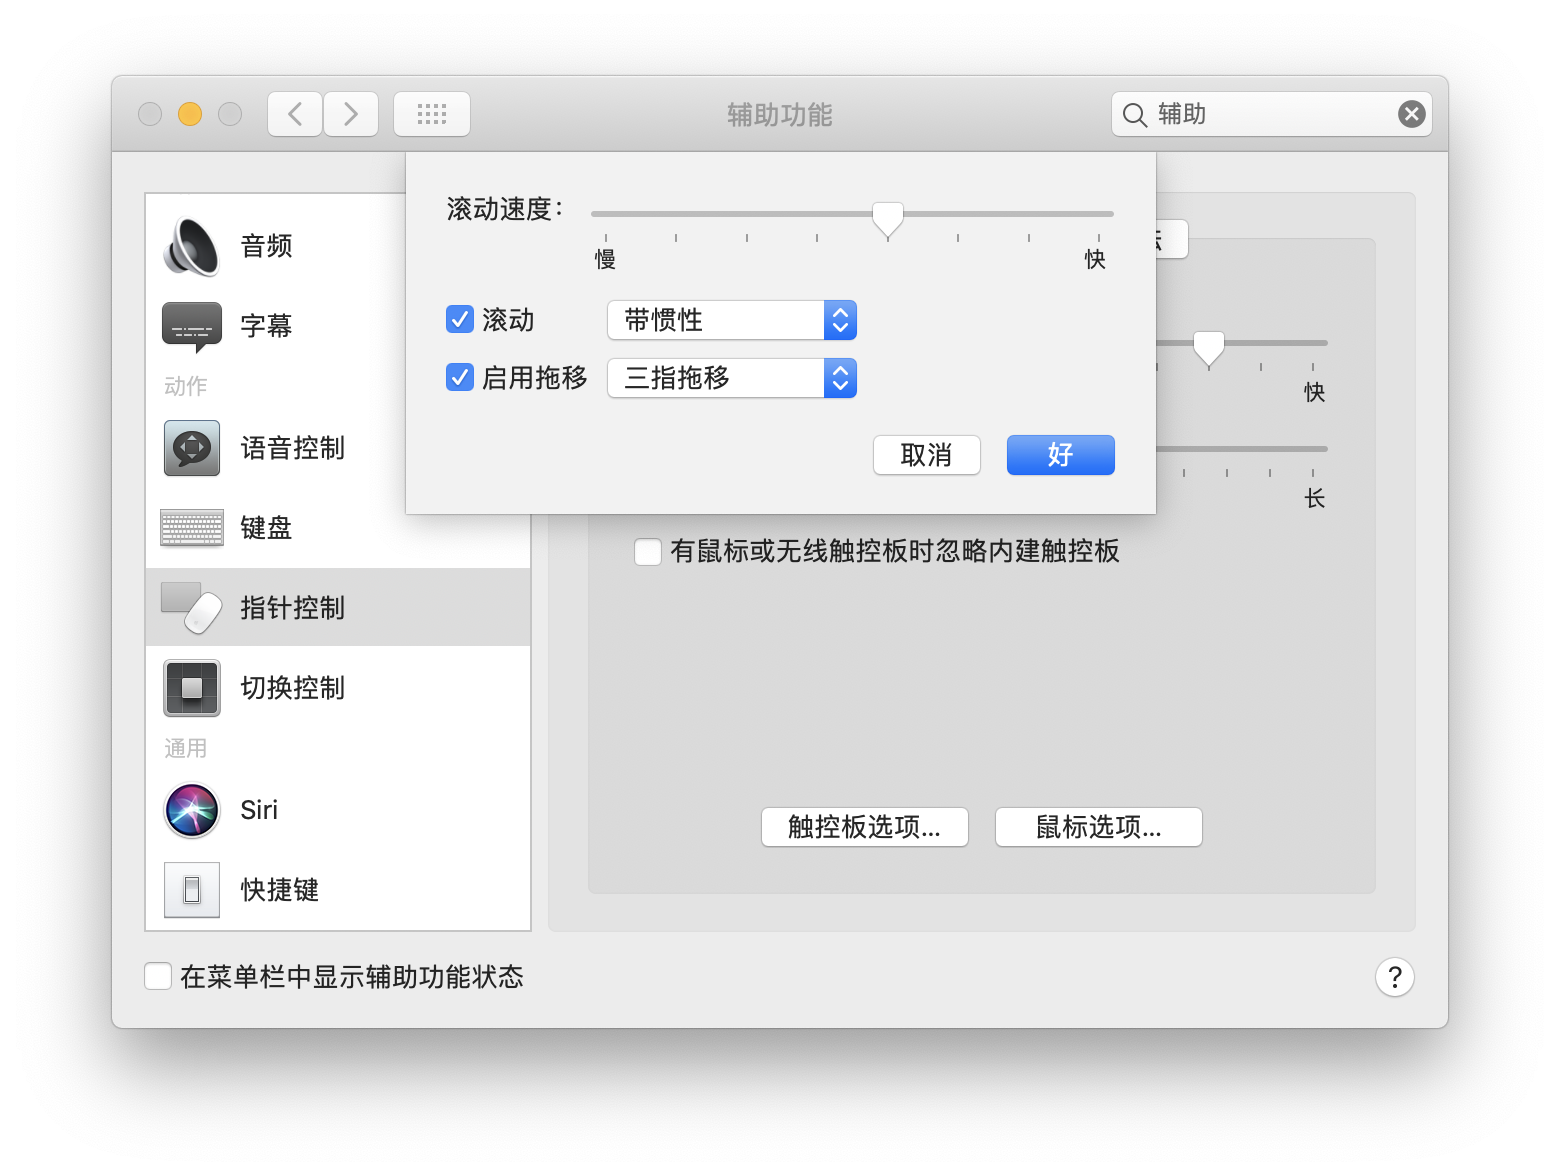 辅助功能
辅助
滚动速度：
慢
快
滚动
带惯性
启用拖移
三指拖移
取消
好
音频
字幕
动作
语音控制
键盘
指针控制
切换控制
通用
Siri
快捷键
快
长
有鼠标或无线触控板时忽略内建触控板
触控板选项...
鼠标选项...
在菜单栏中显示辅助功能状态
?